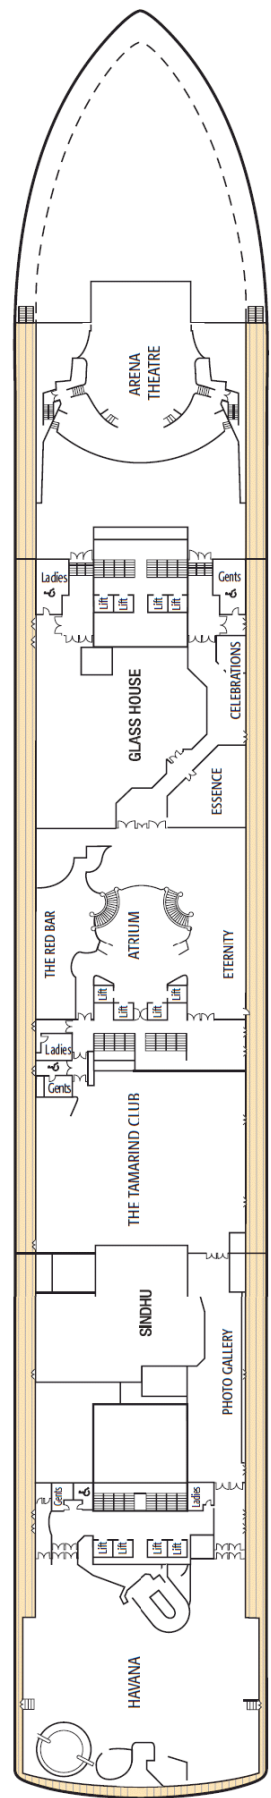 ARENA
THEATRE
Ladies
Gents
Lift Lift Lift Lift
CELEBRATIONS
GLASS HOUSE
ESSENCE
THE RED BAR
ATRIUM
ETERNITY
Lift Lift
Lift Lift
Ladies
Gents
THE TAMARIND CLUB
SINDHU
PHOTO GALLERY
Gents
Ladies
Lift Lift Lift Lift
HAVANA